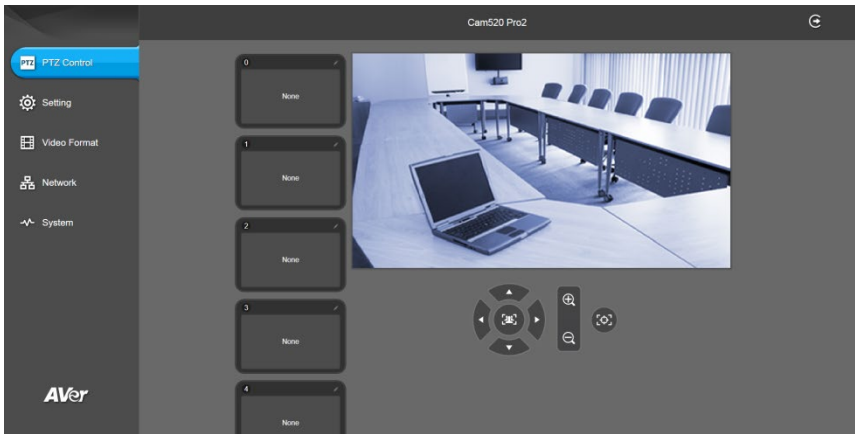 Cam520 Pro2
PTZ PTZ Control
Setting
Video Format
Network
System
AVer
0
None
1
None
2
None
3
None
4
None